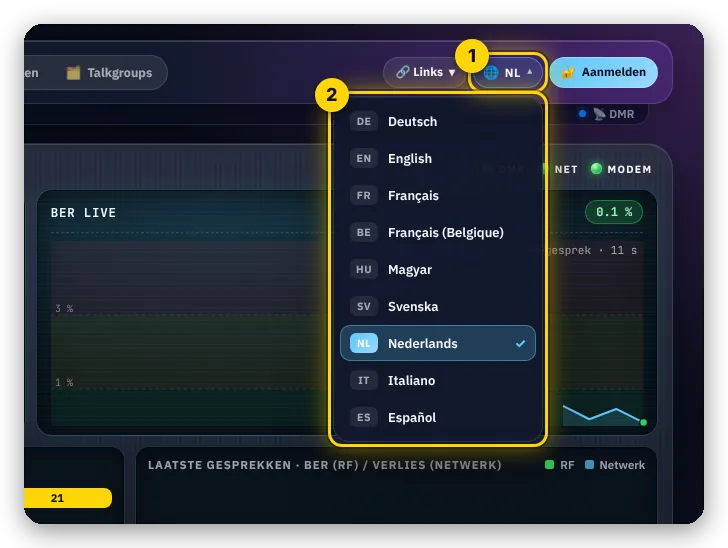 1
en Talkgroups Links ▼ NL ▲ Aanmelden
2
DMR
DE Deutsch
EN English
FR Français
BE Français (Belgique)
HU Magyar
SV Svenska
NL Nederlands ✓
IT Italiano
ES Español
NET MODEM
BER LIVE 0.1 %
gesprek · 11 s
3 %
1 %
21
LAATSTE GESPREKKEN · BER (RF) / VERLIES (NETWERK) RF Netwerk